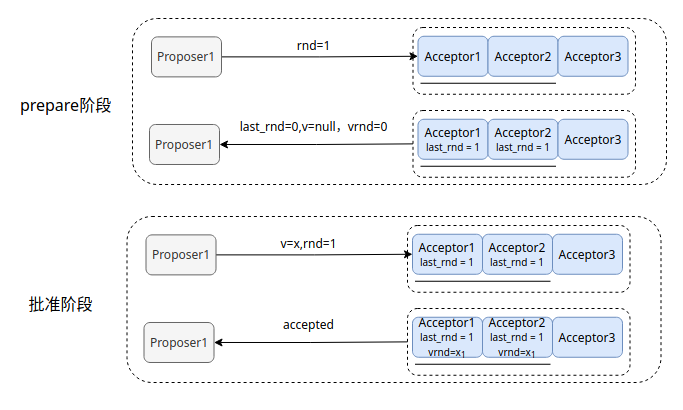 prepare阶段
Proposer1
rnd=1
Acceptor1
Acceptor2
Acceptor3
Proposer1
last_rnd=0,v=null，vrnd=0
Acceptor1
last_rnd = 1
Acceptor2
last_rnd = 1
Acceptor3
批准阶段
Proposer1
v=x,rnd=1
Acceptor1
last_rnd = 1
Acceptor2
last_rnd = 1
Acceptor3
Proposer1
accepted
Acceptor1
last_rnd = 1
vrnd=x₁
Acceptor2
last_rnd = 1
vrnd=x₁
Acceptor3